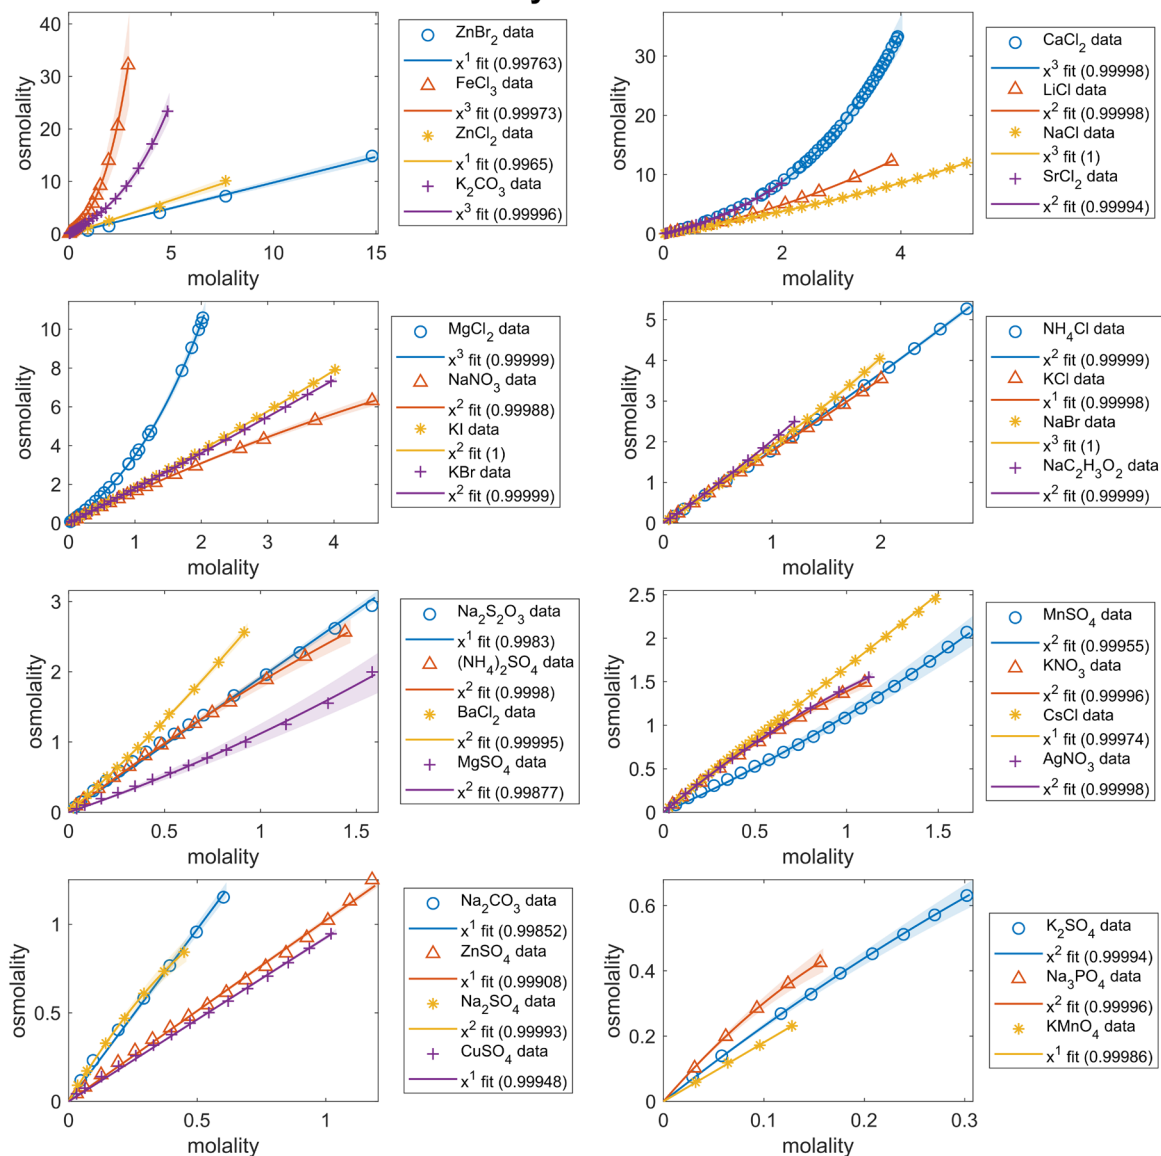 40
30
20
10
0
0
5
10
15
osmolality
molality
ZnBr2 data
x1 fit (0.99763)
FeCl3 data
x3 fit (0.99973)
ZnCl2 data
x1 fit (0.9965)
K2CO3 data
x3 fit (0.99996)
30
20
10
0
0
2
4
osmolality
molality
CaCl2 data
x3 fit (0.99998)
LiCl data
x2 fit (0.99998)
NaCl data
x3 fit (1)
SrCl2 data
x2 fit (0.99994)
10
8
6
4
2
0
0
1
2
3
4
osmolality
molality
MgCl2 data
x3 fit (0.99999)
NaNO3 data
x2 fit (0.99988)
KI data
x2 fit (1)
KBr data
x2 fit (0.99999)
5
4
3
2
1
0
0
1
2
osmolality
molality
NH4Cl data
x2 fit (0.99999)
KCl data
x1 fit (0.99998)
NaBr data
x3 fit (1)
NaC2H3O2 data
x2 fit (0.99999)
3
2
1
0
0
0.5
1
1.5
osmolality
molality
Na2S2O3 data
x1 fit (0.9983)
(NH4)2SO4 data
x2 fit (0.9998)
BaCl2 data
x2 fit (0.99995)
MgSO4 data
x2 fit (0.99877)
2.5
2
1.5
1
0.5
0
0
0.5
1
1.5
osmolality
molality
MnSO4 data
x2 fit (0.99955)
KNO3 data
x2 fit (0.99996)
CsCl data
x1 fit (0.99974)
AgNO3 data
x2 fit (0.99998)
1
0.5
0
0
0.5
1
osmolality
molality
Na2CO3 data
x1 fit (0.99852)
ZnSO4 data
x1 fit (0.99908)
Na2SO4 data
x2 fit (0.99993)
CuSO4 data
x1 fit (0.99948)
0.6
0.4
0.2
0
0
0.1
0.2
0.3
osmolality
molality
K2SO4 data
x2 fit (0.99994)
Na3PO4 data
x2 fit (0.99996)
KMnO4 data
x1 fit (0.99986)